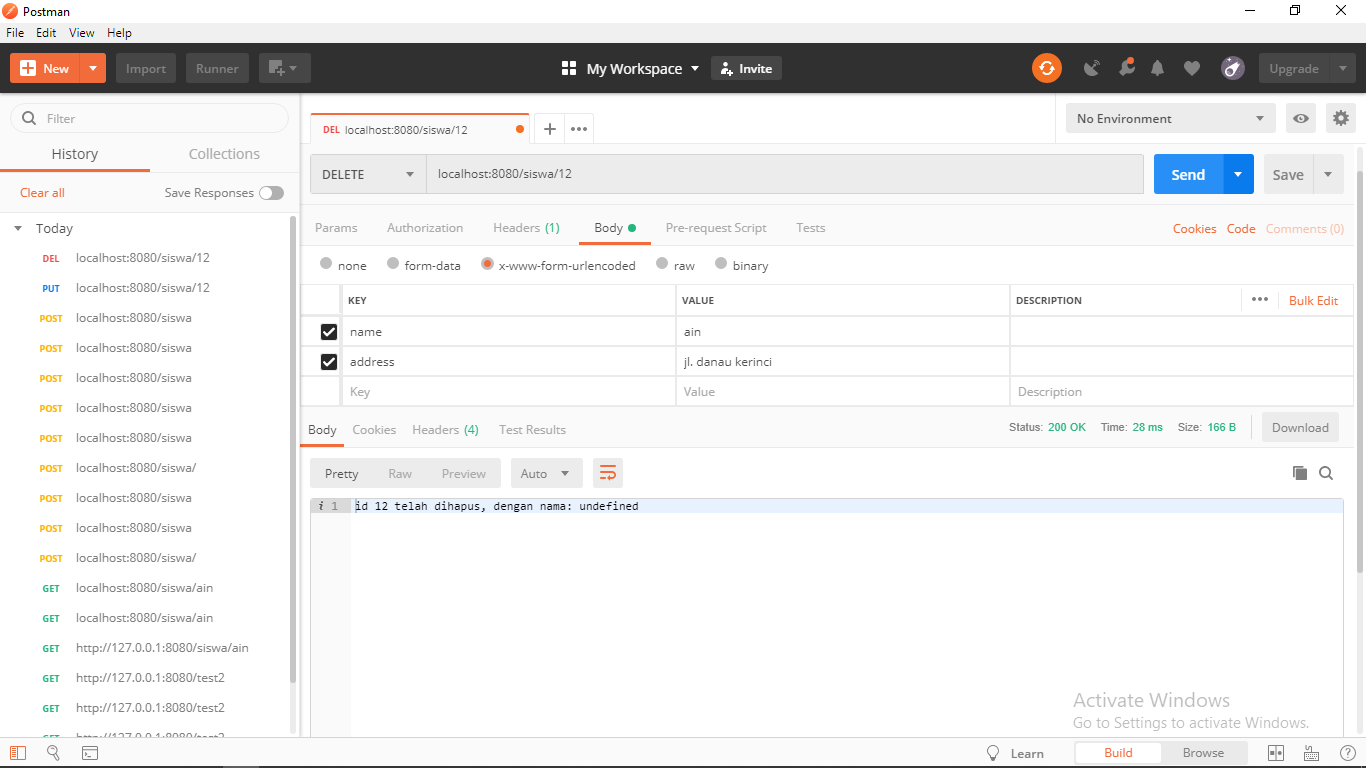 Postman
File Edit View Help
New Import Runner My Workspace Invite Upgrade
Filter
History Collections
Clear all Save Responses
Today
DEL localhost:8080/siswa/12
PUT localhost:8080/siswa/12
POST localhost:8080/siswa
POST localhost:8080/siswa
POST localhost:8080/siswa
POST localhost:8080/siswa
POST localhost:8080/siswa
POST localhost:8080/siswa/
POST localhost:8080/siswa
POST localhost:8080/siswa
POST localhost:8080/siswa/
GET localhost:8080/siswa/ain
GET localhost:8080/siswa/ain
GET http://127.0.0.1:8080/siswa/ain
GET http://127.0.0.1:8080/test2
GET http://127.0.0.1:8080/test2
DEL localhost:8080/siswa/12
No Environment
DELETE localhost:8080/siswa/12 Send Save
Params Authorization Headers (1) Body Pre-request Script Tests Cookies Code Comments (0)
none form-data x-www-form-urlencoded raw binary
KEY VALUE DESCRIPTION ••• Bulk Edit
name ain
address jl. danau kerinci
Key Value Description
Body Cookies Headers (4) Test Results Status: 200 OK Time: 28 ms Size: 166 B Download
Pretty Raw Preview Auto
i 1 id 12 telah dihapus, dengan nama: undefined
Activate Windows
Go to Settings to activate Windows.
Learn Build Browse